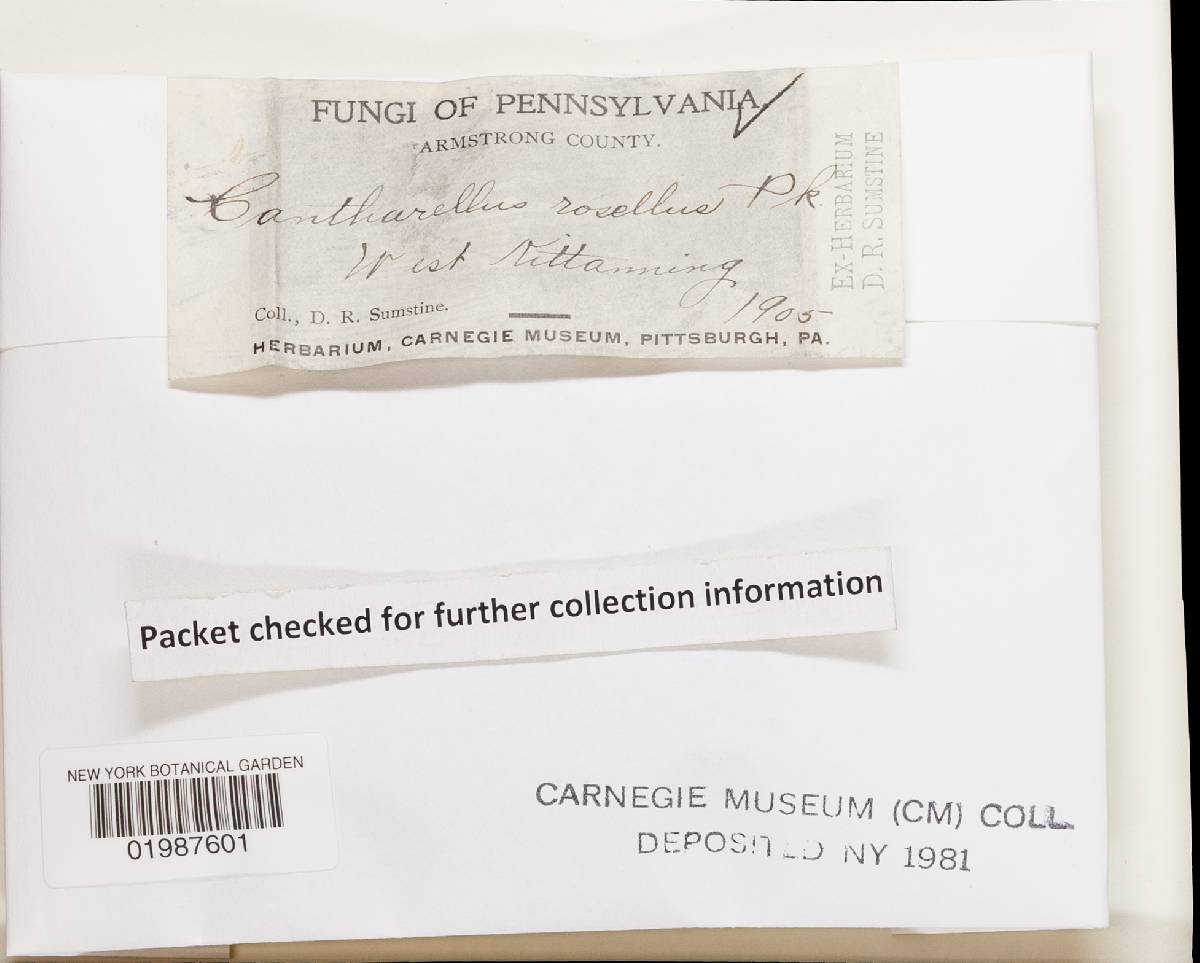 FUNGI OF PENNSYLVANIA
ARMSTRONG COUNTY.
Cantharellus rosellus Pk
West Kittanning
1905
Coll., D. R. Sumstine.
HERBARIUM, CARNEGIE MUSEUM, PITTSBURGH, PA.
EX-HERBARIUM
D. R. SUMSTINE
Packet checked for further collection information
NEW YORK BOTANICAL GARDEN
01987601
CARNEGIE MUSEUM (CM) COLL.
DEPOSITED NY 1981